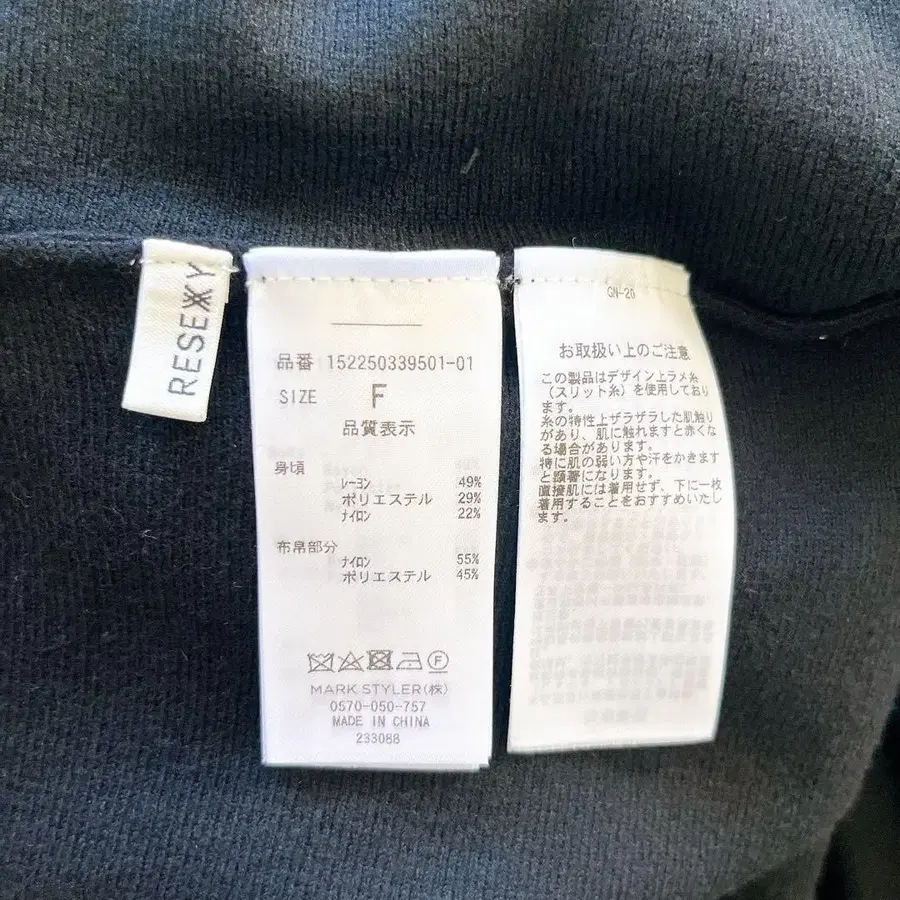 RESEXXY
品番 152250339501-01
SIZE F
品質表示
身頃
レーヨン 49%
ポリエステル 29%
ナイロン 22%
布帛部分
ナイロン 55%
ポリエステル 45%
MARK STYLER(株)
0570-050-757
MADE IN CHINA
233088
GN-20
お取扱い上のご注意
この製品はデザイン上ラメ糸
(スリット糸)を使用しており
ます。
糸の特性上ザラザラした肌触り
があり、肌に触れますと赤くな
る場合があります。
特に肌の弱い方や汗をかきます
と顕著になります。
直接肌には着用せず、下に一枚
着用することをおすすめいたし
ます。